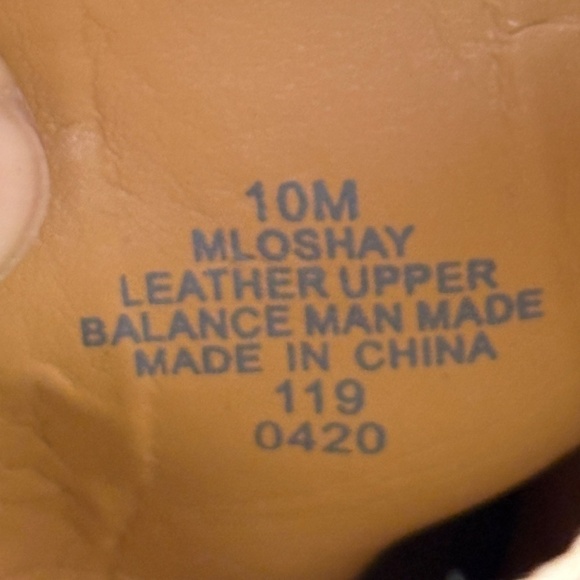 10M
MLOSHAY
LEATHER UPPER
BALANCE MAN MADE
MADE IN CHINA
119
0420